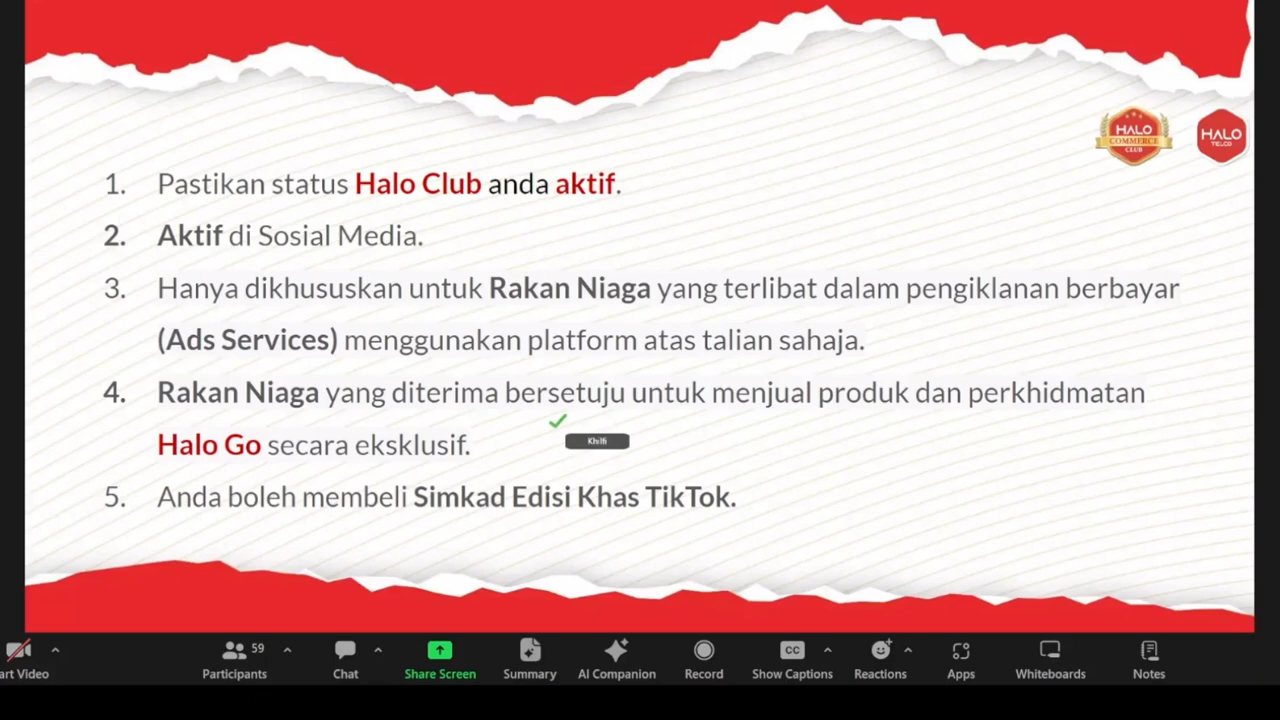 HALO
COMMERCE
CLUB
HALO
TELCO
1. Pastikan status Halo Club anda aktif.
2. Aktif di Sosial Media.
3. Hanya dikhususkan untuk Rakan Niaga yang terlibat dalam pengiklanan berbayar
(Ads Services) menggunakan platform atas talian sahaja.
4. Rakan Niaga yang diterima bersetuju untuk menjual produk dan perkhidmatan
Halo Go secara eksklusif.
Khilfi
5. Anda boleh membeli Simkad Edisi Khas TikTok.
59
CC
art Video Participants Chat Share Screen Summary AI Companion Record Show Captions Reactions Apps Whiteboards Notes